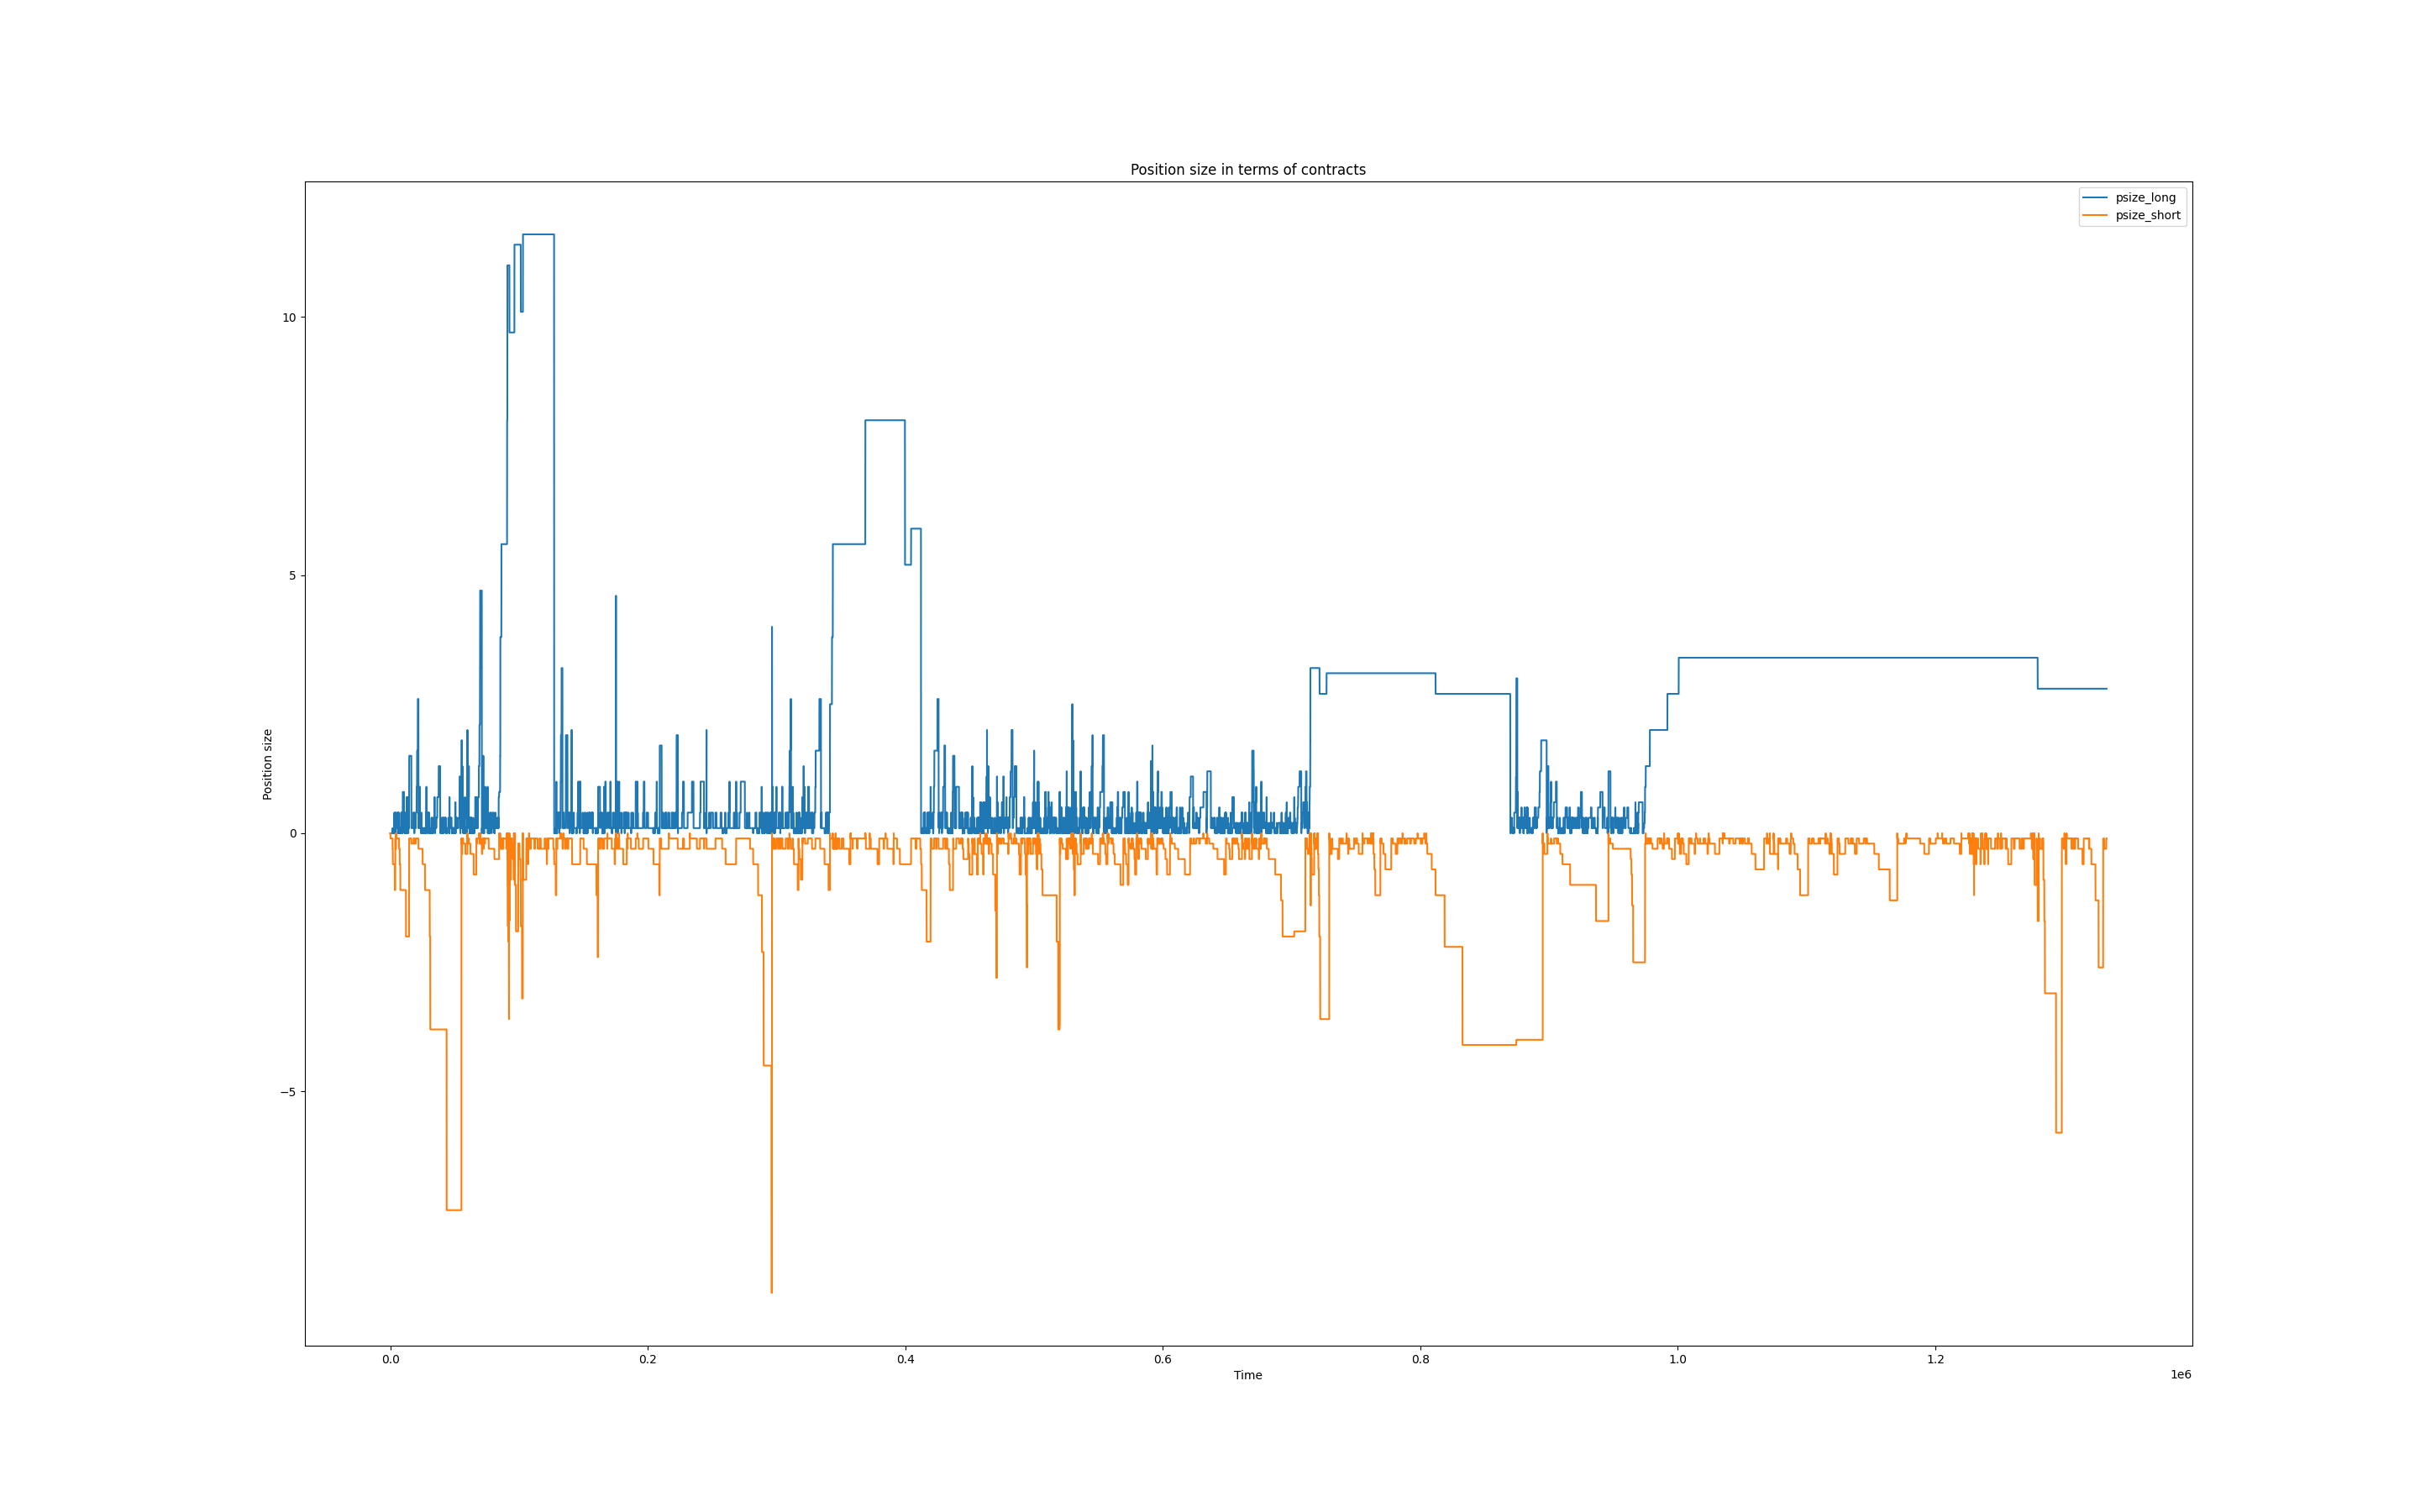 Position size in terms of contracts
psize_long
psize_short
Position size
10
5
0
−5
0.0 0.2 0.4 0.6 0.8 1.0 1.2
1e6
Time